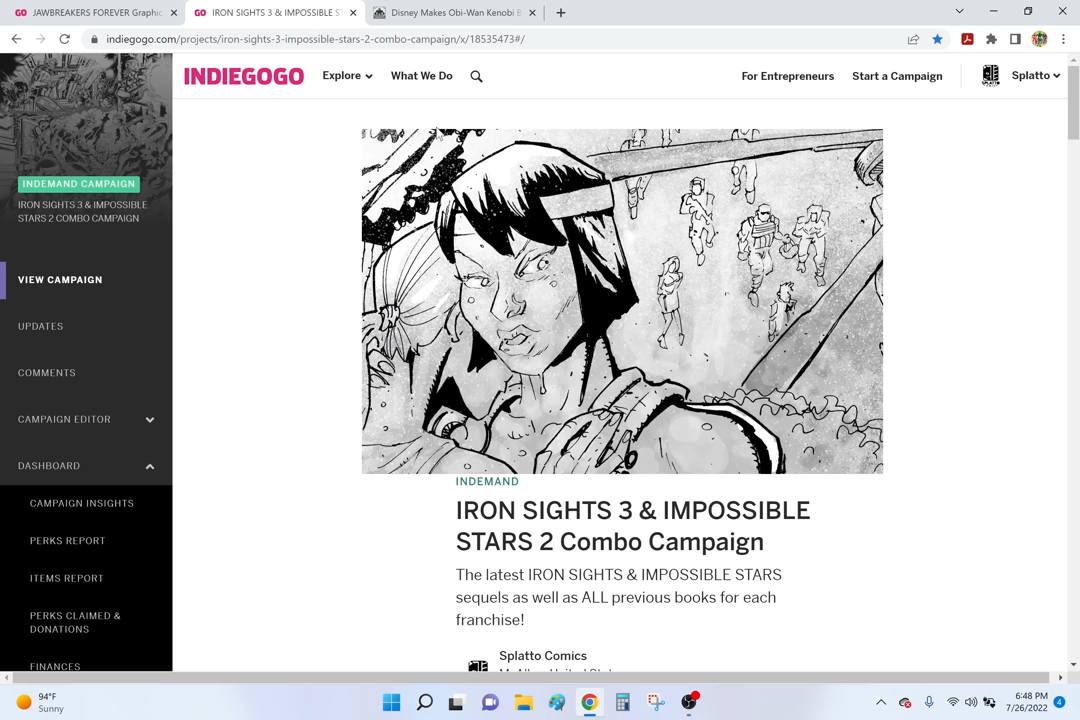 JAWBREAKERS FOREVER Graphic
IRON SIGHTS 3 & IMPOSSIBLE ST
Disney Makes Obi-Wan Kenobi B
indiegogo.com/projects/iron-sights-3-impossible-stars-2-combo-campaign/x/18535473#/
INDIEGOGO
Explore
What We Do
For Entrepreneurs
Start a Campaign
Splatto
INDEMAND CAMPAIGN
IRON SIGHTS 3 & IMPOSSIBLE
STARS 2 COMBO CAMPAIGN
VIEW CAMPAIGN
UPDATES
COMMENTS
CAMPAIGN EDITOR
DASHBOARD
CAMPAIGN INSIGHTS
PERKS REPORT
ITEMS REPORT
PERKS CLAIMED &
DONATIONS
FINANCES
INDEMAND
IRON SIGHTS 3 & IMPOSSIBLE
STARS 2 Combo Campaign
The latest IRON SIGHTS & IMPOSSIBLE STARS
sequels as well as ALL previous books for each
franchise!
Splatto Comics
94°F
Sunny
6:48 PM
7/26/2022
4